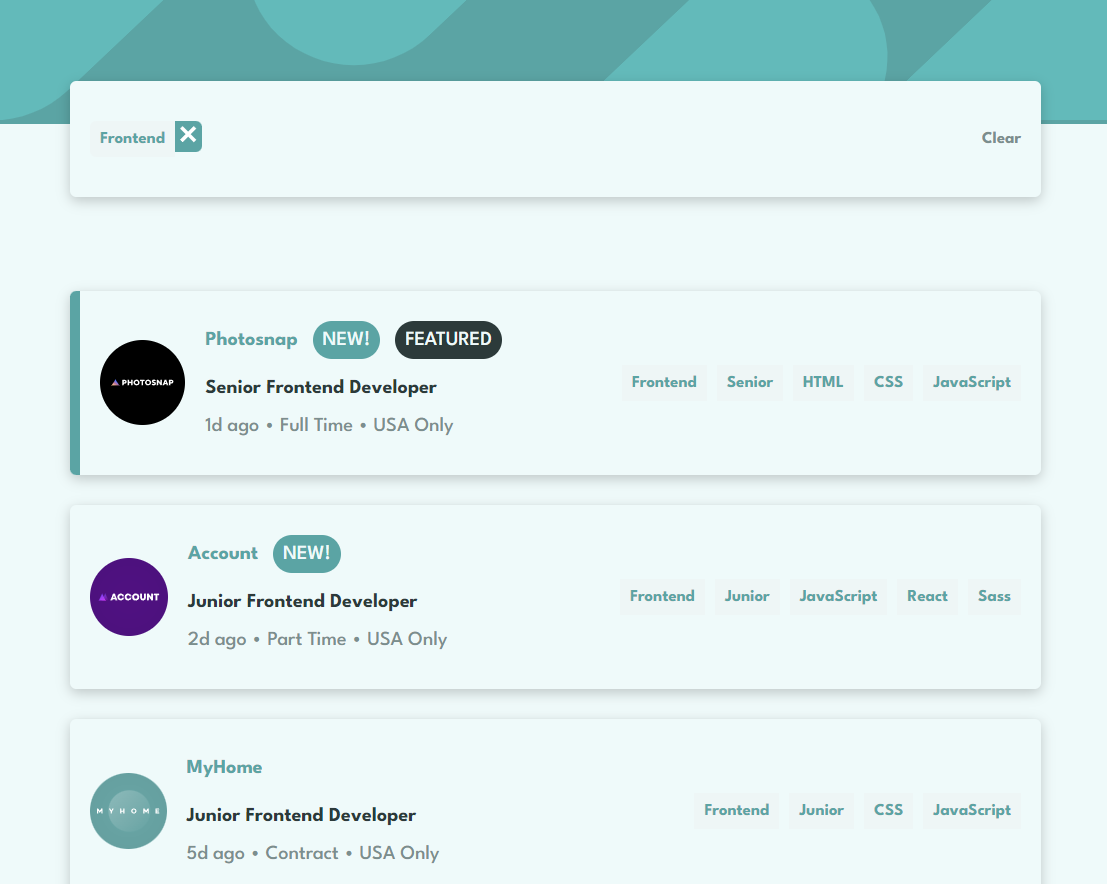 Frontend ✕ Clear
Photosnap NEW! FEATURED
PHOTOSNAP
Senior Frontend Developer
1d ago • Full Time • USA Only
Frontend Senior HTML CSS JavaScript
Account NEW!
ACCOUNT
Junior Frontend Developer
2d ago • Part Time • USA Only
Frontend Junior JavaScript React Sass
MyHome
MYHOME
Junior Frontend Developer
5d ago • Contract • USA Only
Frontend Junior CSS JavaScript